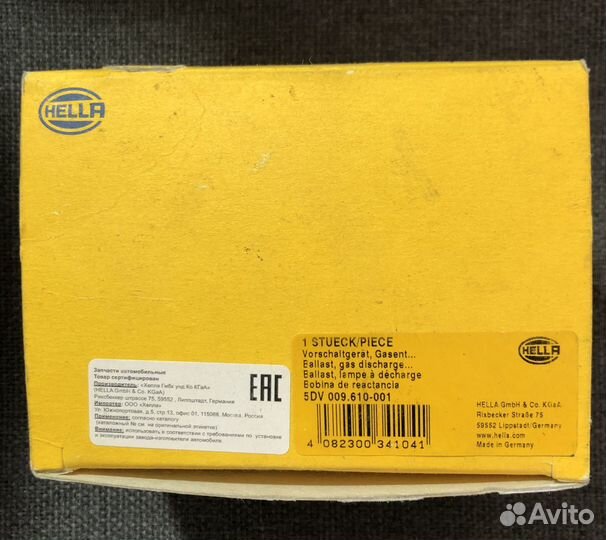 HELLA
1 STUECK/PIECE
Vorschaltgerät, Gasent...
Ballast, gas discharge...
Ballast, lampe à décharge
Bobina de reactancia
5DV 009.610-001
4 082300 341041
HELLA
HELLA GmbH & Co. KGaA
Rixbecker Straße 75
59552 Lippstadt/Germany
www.hella.com
Made in Germany
Запчасти автомобильные
Товар сертифицирован
Производитель: «Хелла Гмбх унд Ко КГаА»
(HELLA GmbH & Co. KGaA)
Риксбеккер штрассе 75, 59552 , Липпштадт, Германия
Импортер: ООО «Хелла»
Ул. Южнопортовая, д.5, стр.13, офис 01, 115088, Москва, Россия
Применение: согласно каталогу
(каталожный № см. на оригинальной этикетке)
Внимание: использовать в соответствии с требованиями по установке
и эксплуатации завода-изготовителя автомобиля.
EAC
Avito